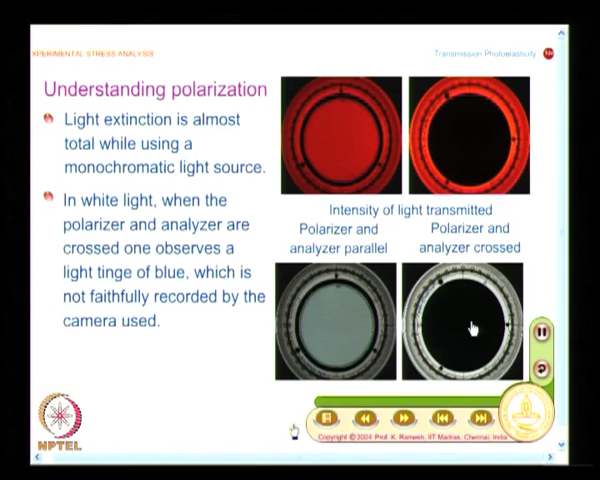 XPERIMENTAL STRESS ANALYSIS
Transmission Photoelasticity
Understanding polarization
Light extinction is almost
total while using a
monochromatic light source.
In white light, when the
polarizer and analyzer are
crossed one observes a
light tinge of blue, which is
not faithfully recorded by the
camera used.
Intensity of light transmitted
Polarizer and
analyzer parallel
Polarizer and
analyzer crossed
NPTEL
Copyright © 2004 Prof. K. Ramesh, IIT Madras, Chennai, India